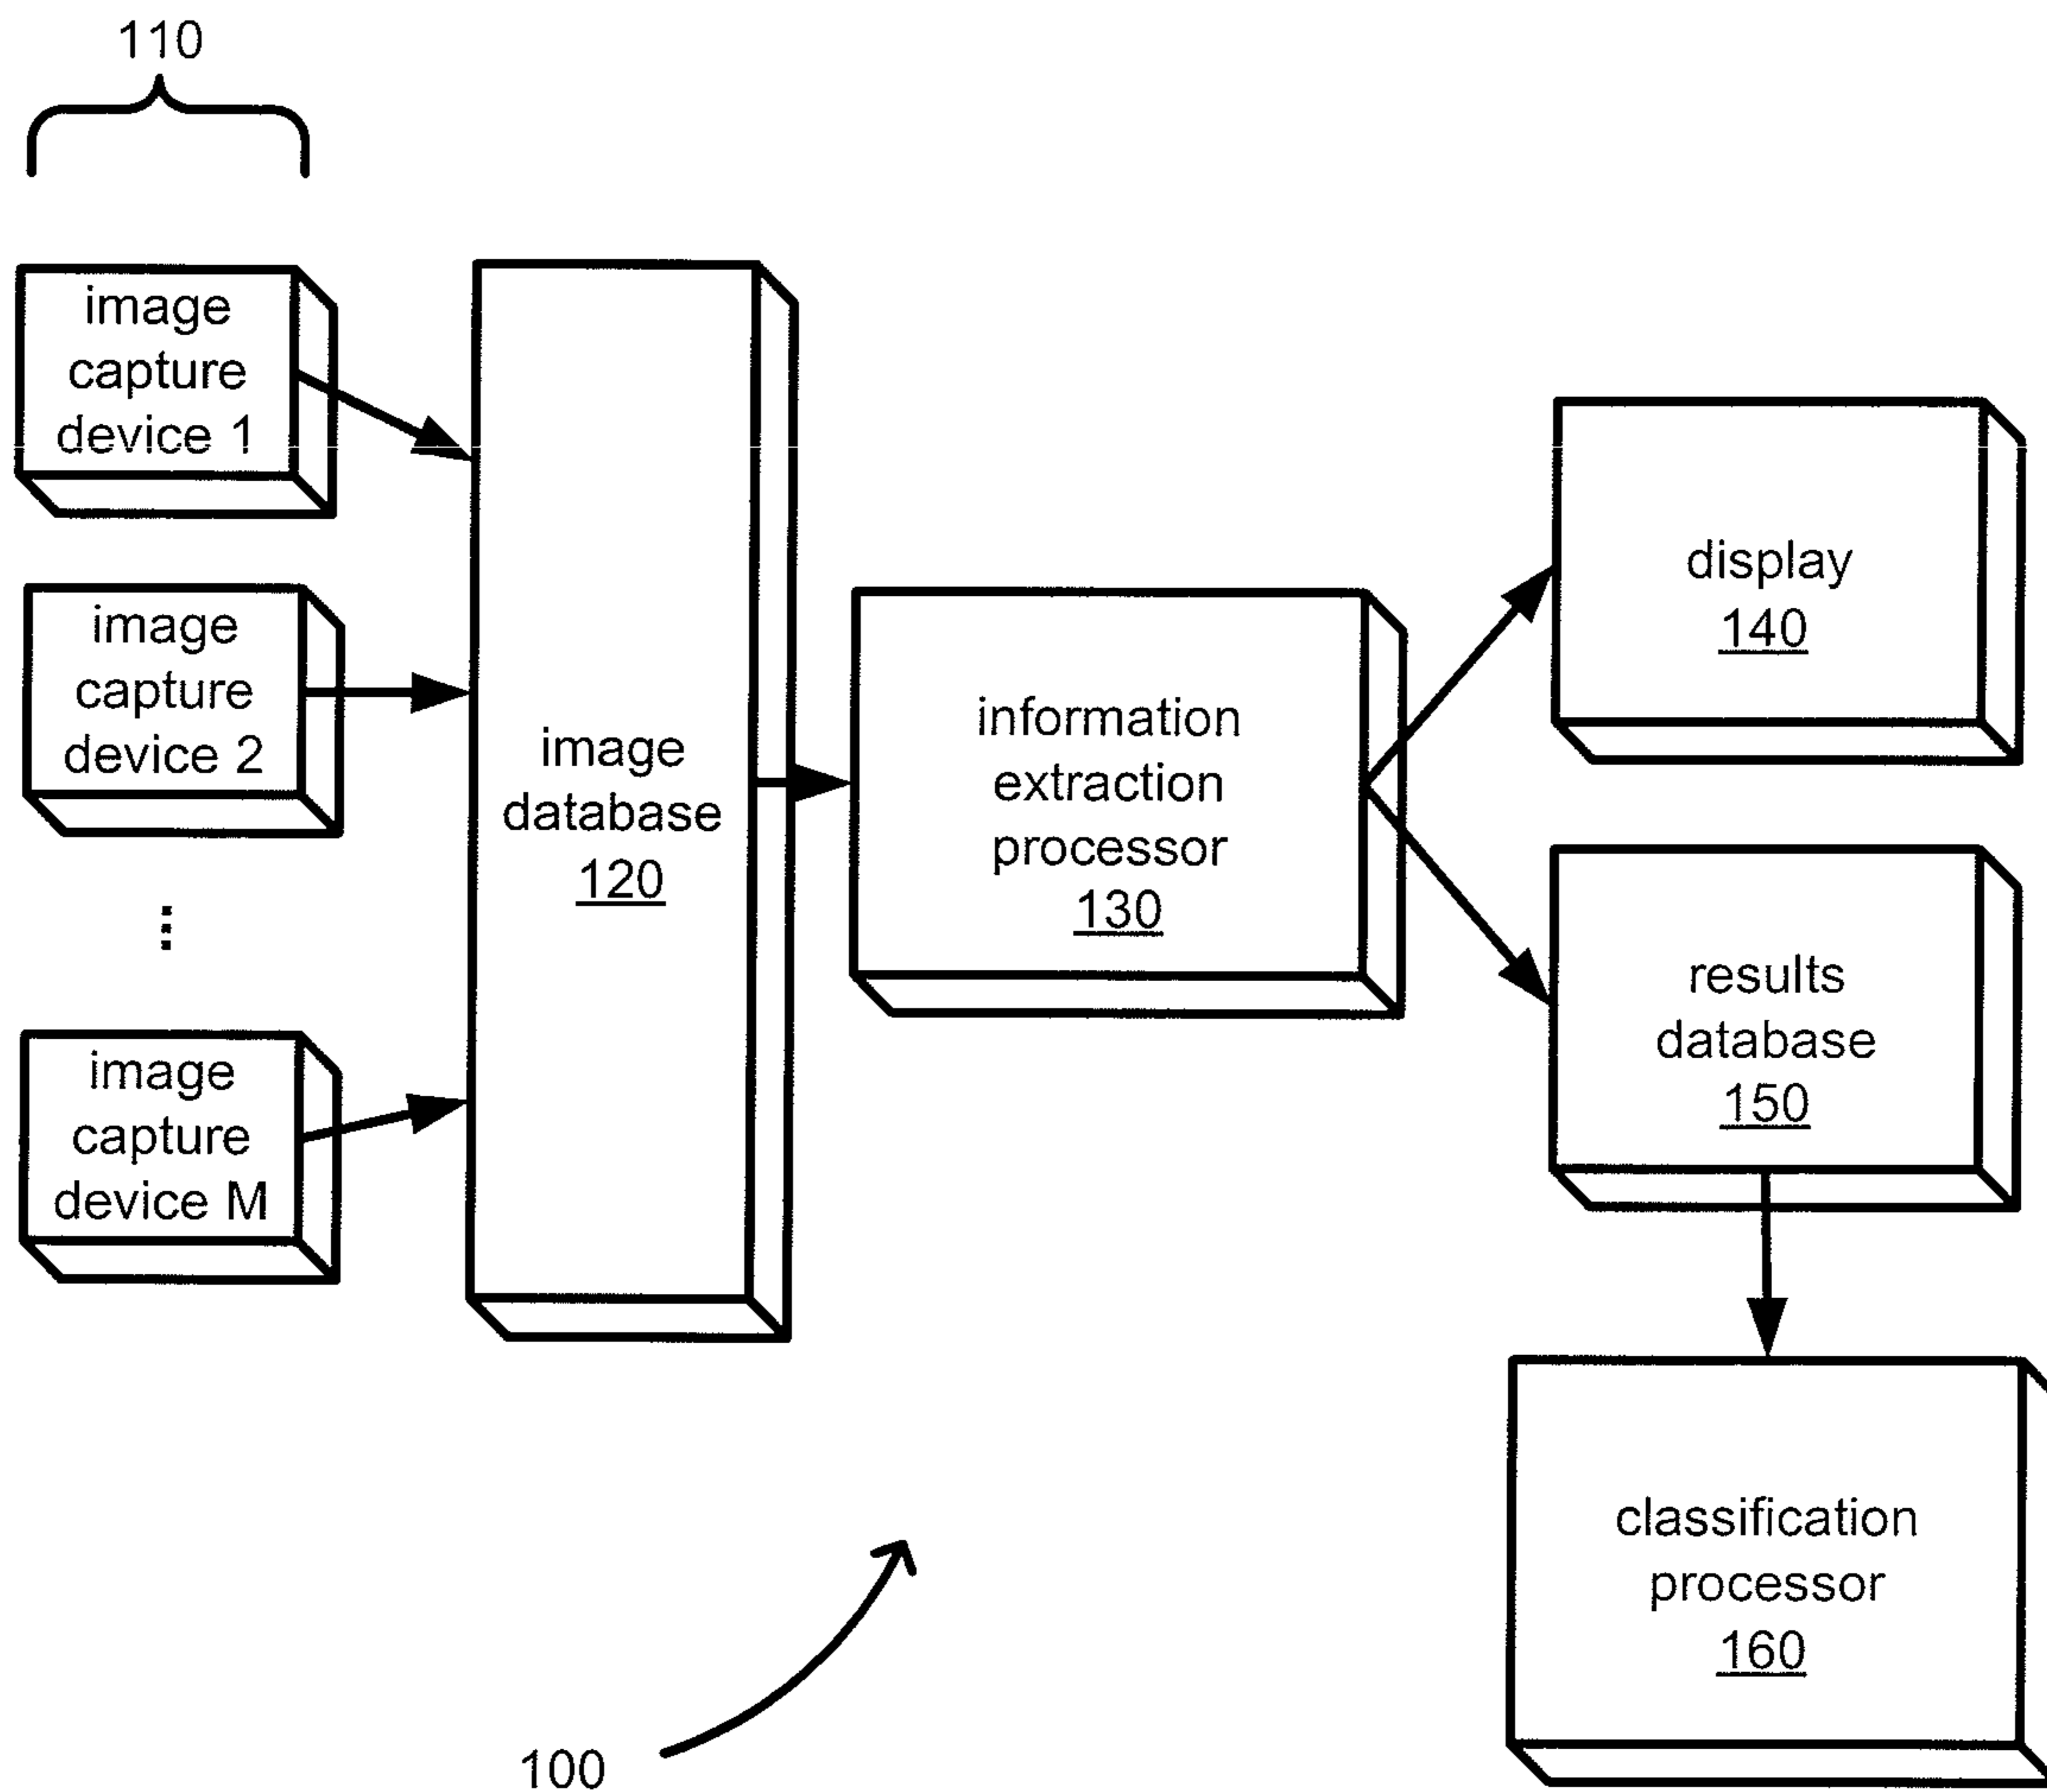 110
image
capture
device 1
image
capture
device 2
...
image
capture
device M
image
database
120
information
extraction
processor
130
display
140
results
database
150
classification
processor
160
100